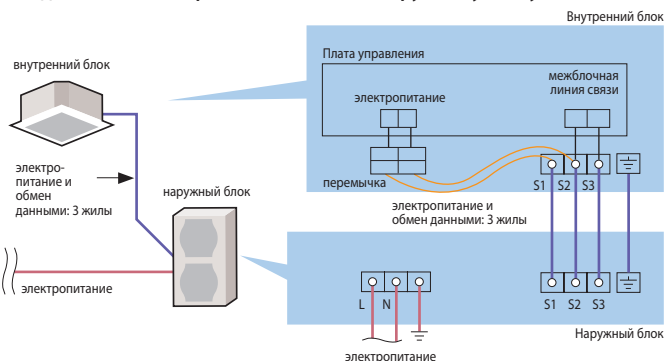 Внутренний блок
Плата управления
внутренний блок
межблочная
линия связи
электропитание
электро-
питание и
обмен
данными: 3 жилы
перемычка
S1 S2 S3
наружный блок
электропитание и
обмен данными: 3 жилы
электропитание
L N
S1 S2 S3
Наружный блок
электропитание